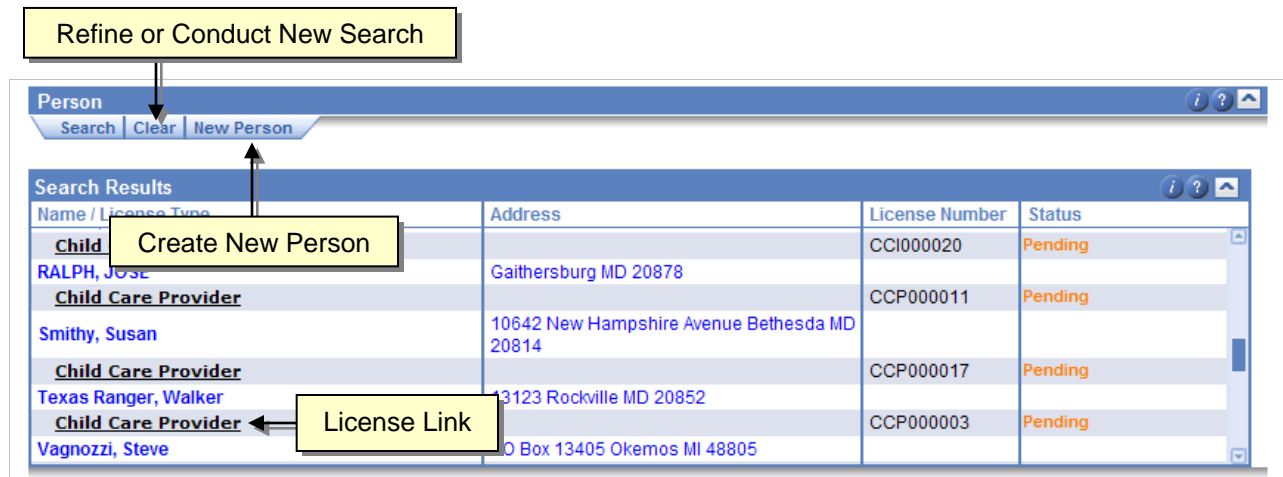 Refine or Conduct New Search
Person
Search Clear New Person
Search Results
Name / License Type Address License Number Status
Child CCI000020 Pending
Create New Person
RALPH, JOSE Gaithersburg MD 20878
Child Care Provider CCP000011 Pending
Smithy, Susan 10642 New Hampshire Avenue Bethesda MD
20814
Child Care Provider CCP000017 Pending
Texas Ranger, Walker 13123 Rockville MD 20852
Child Care Provider License Link CCP000003 Pending
Vagnozzi, Steve PO Box 13405 Okemos MI 48805